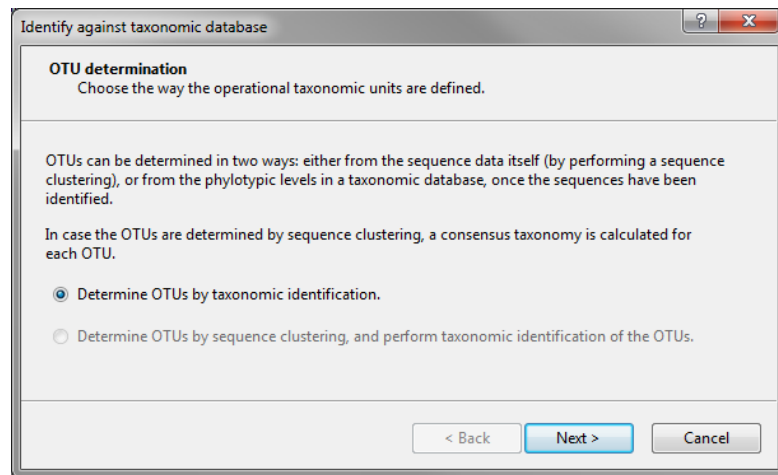 Identify against taxonomic database
?
X
OTU determination
Choose the way the operational taxonomic units are defined.
OTUs can be determined in two ways: either from the sequence data itself (by performing a sequence
clustering), or from the phylotypic levels in a taxonomic database, once the sequences have been
identified.
In case the OTUs are determined by sequence clustering, a consensus taxonomy is calculated for
each OTU.
Determine OTUs by taxonomic identification.
Determine OTUs by sequence clustering, and perform taxonomic identification of the OTUs.
< Back Next > Cancel